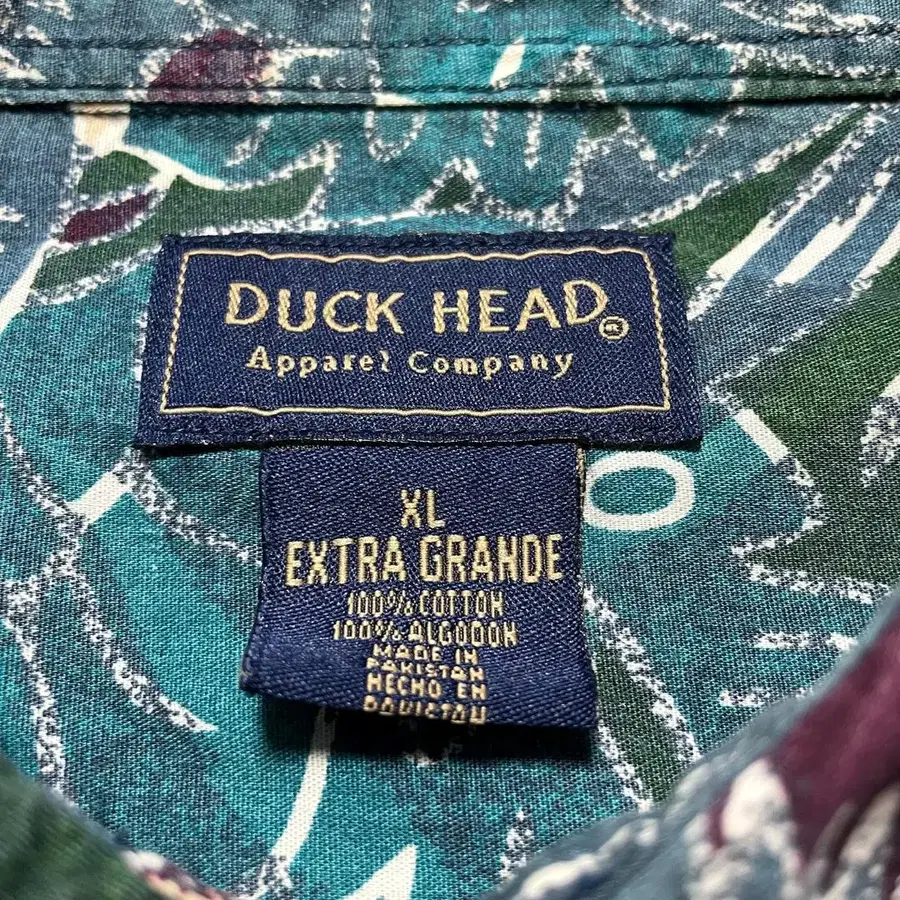 DUCK HEAD®
Apparel Company
XL
EXTRA GRANDE
100% COTTON
100% ALGODON
MADE IN
PAKISTAN
HECHO EN
PAKISTAN